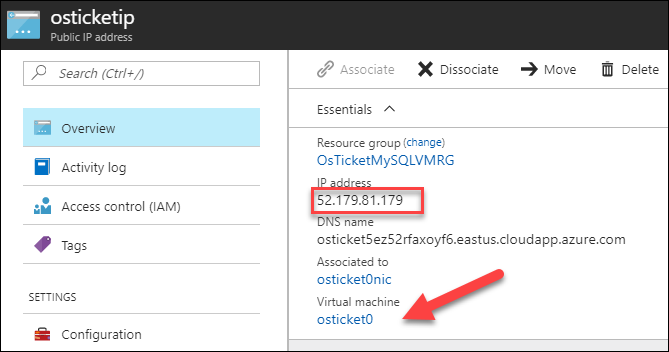 osticketip
Public IP address
Search (Ctrl+/)
Overview
Activity log
Access control (IAM)
Tags
SETTINGS
Configuration
Associate Dissociate Move Delete
Essentials
Resource group (change)
OsTicketMySQLVMRG
IP address
52.179.81.179
DNS name
osticket5ez52rfaxoyf6.eastus.cloudapp.azure.com
Associated to
osticket0nic
Virtual machine
osticket0